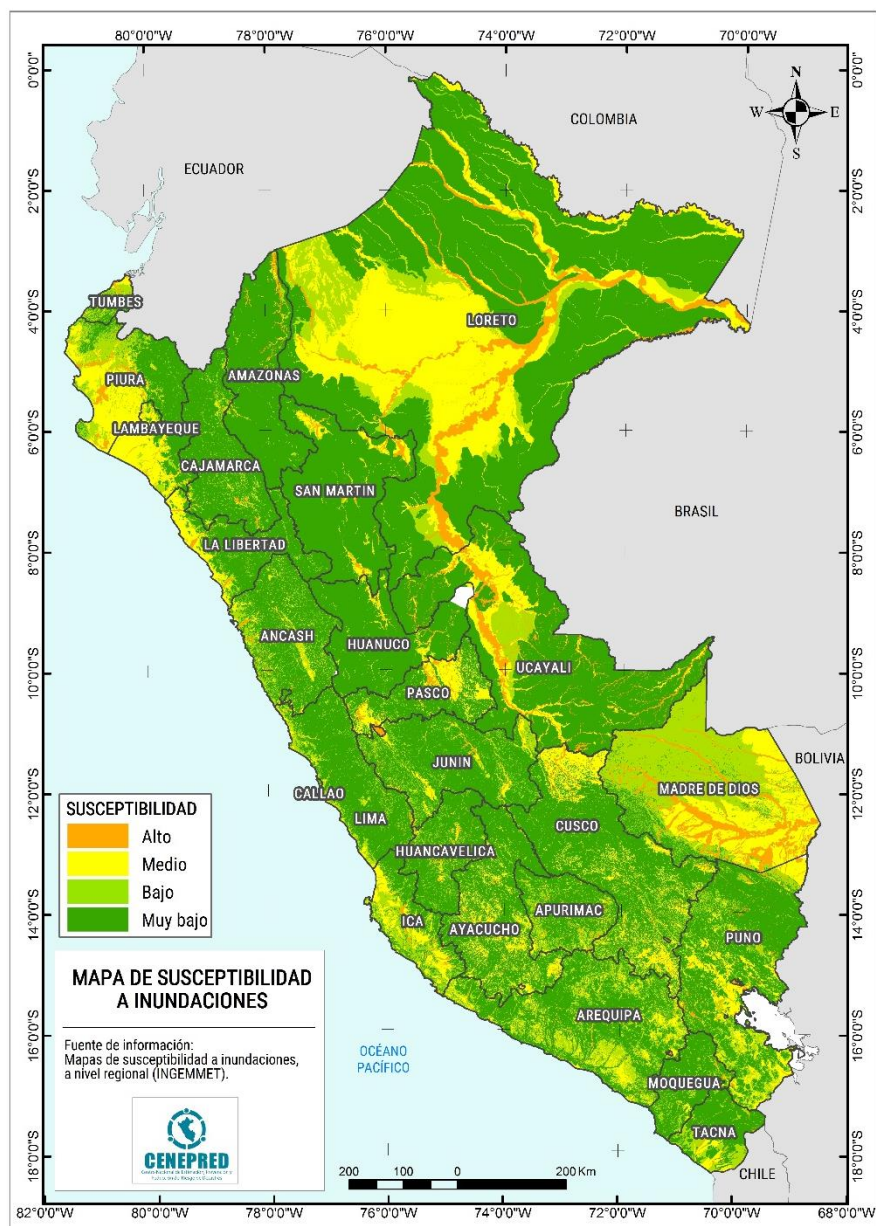 80°0'0"W 78°0'0"W 76°0'0"W 74°0'0"W 72°0'0"W 70°0'0"W
0°0'0"
2°0'0"S
4°0'0"S
6°0'0"S
8°0'0"S
10°0'0"S
12°0'0"S
14°0'0"S
16°0'0"S
18°0'0"S
N
W E
S
COLOMBIA
ECUADOR
TUMBES
LORETO
PIURA
AMAZONAS
LAMBAYEQUE
CAJAMARCA
SAN MARTIN
BRASIL
LA LIBERTAD
ANCASH
HUANUCO
UCAYALI
PASCO
BOLIVIA
JUNIN
MADRE DE DIOS
CALLAO
LIMA
CUSCO
HUANCAVELICA
ICA
AYACUCHO
APURIMAC
PUNO
AREQUIPA
OCÉANO
PACÍFICO
MOQUEGUA
TACNA
CHILE
SUSCEPTIBILIDAD
Alto
Medio
Bajo
Muy bajo
MAPA DE SUSCEPTIBILIDAD
A INUNDACIONES
Fuente de información:
Mapas de susceptibilidad a inundaciones,
a nivel regional (INGEMMET).
CENEPRED
200 100 0 200 Km
0°0'0"
2°0'0"S
4°0'0"S
6°0'0"S
8°0'0"S
10°0'0"S
12°0'0"S
14°0'0"S
16°0'0"S
18°0'0"S
82°0'0"W 80°0'0"W 78°0'0"W 76°0'0"W 74°0'0"W 72°0'0"W 70°0'0"W 68°0'0"W